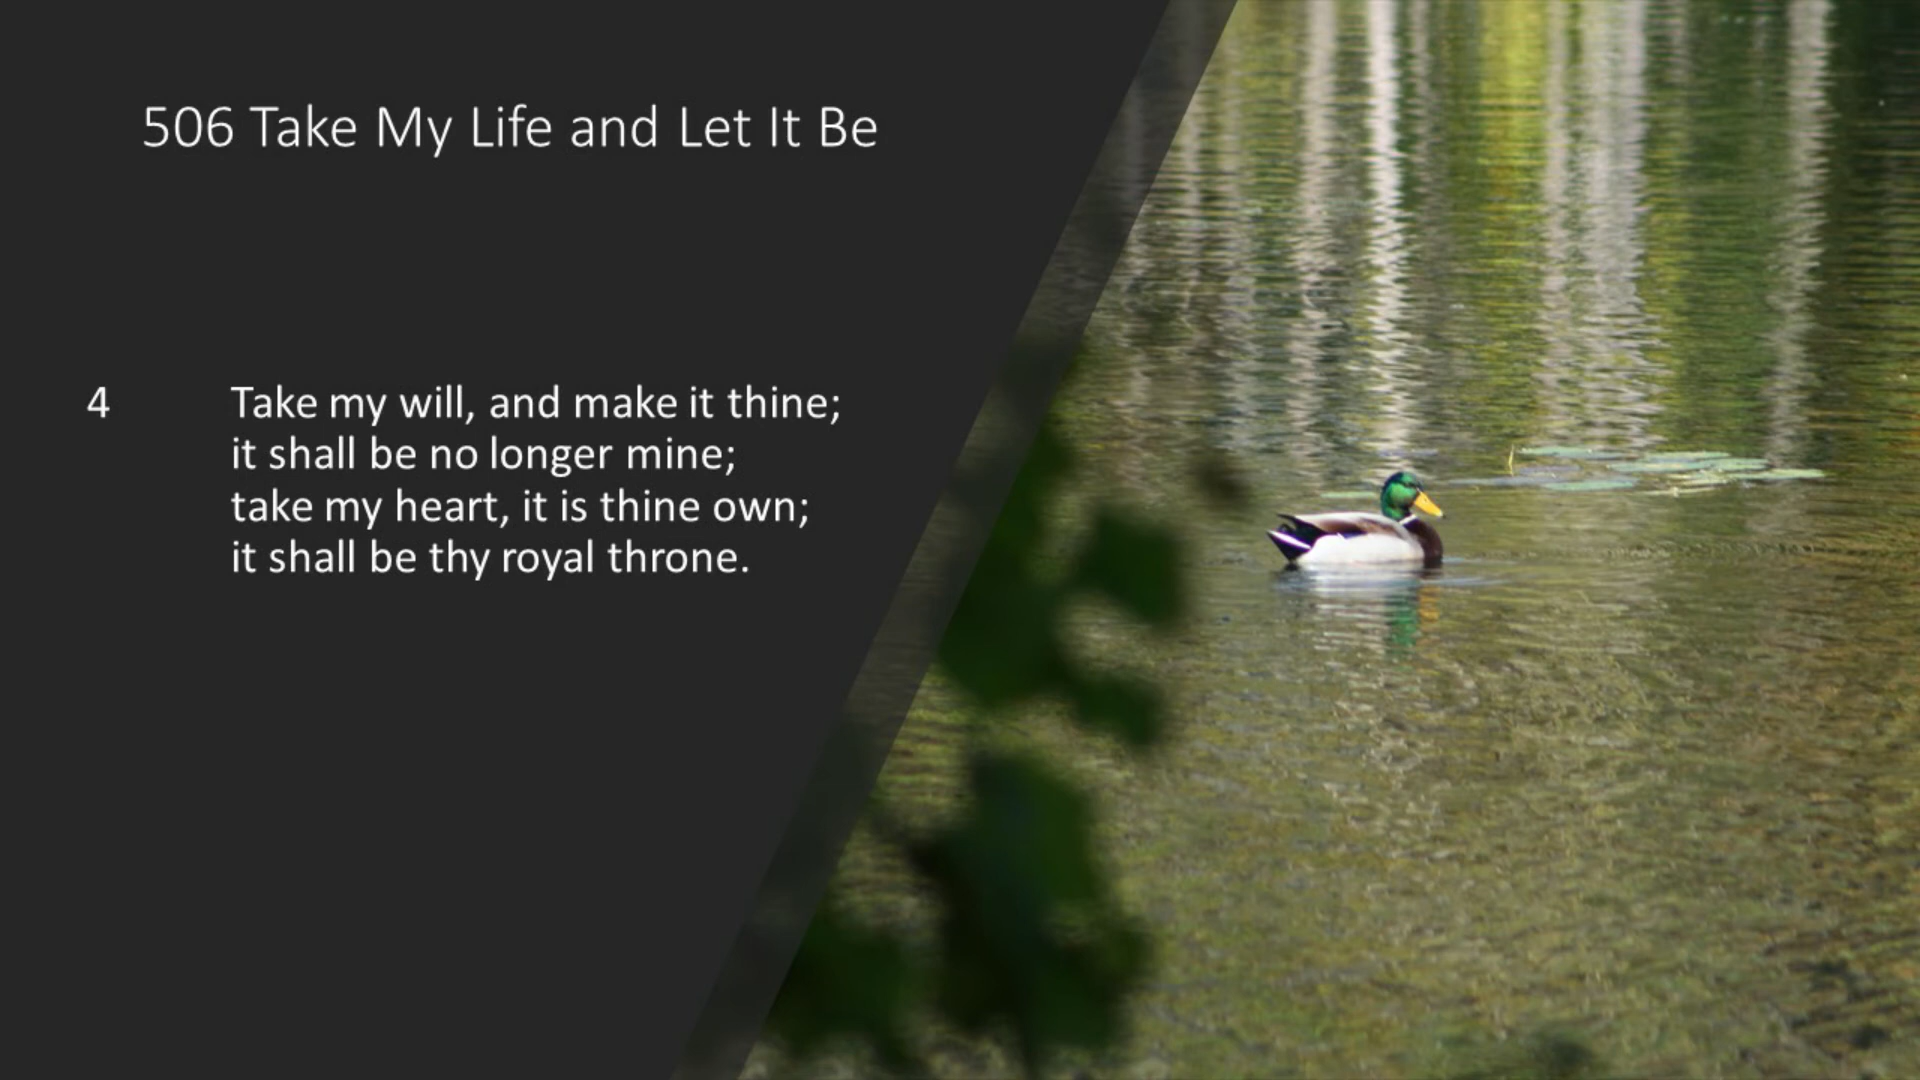 506 Take My Life and Let It Be
4 Take my will, and make it thine;
it shall be no longer mine;
take my heart, it is thine own;
it shall be thy royal throne.